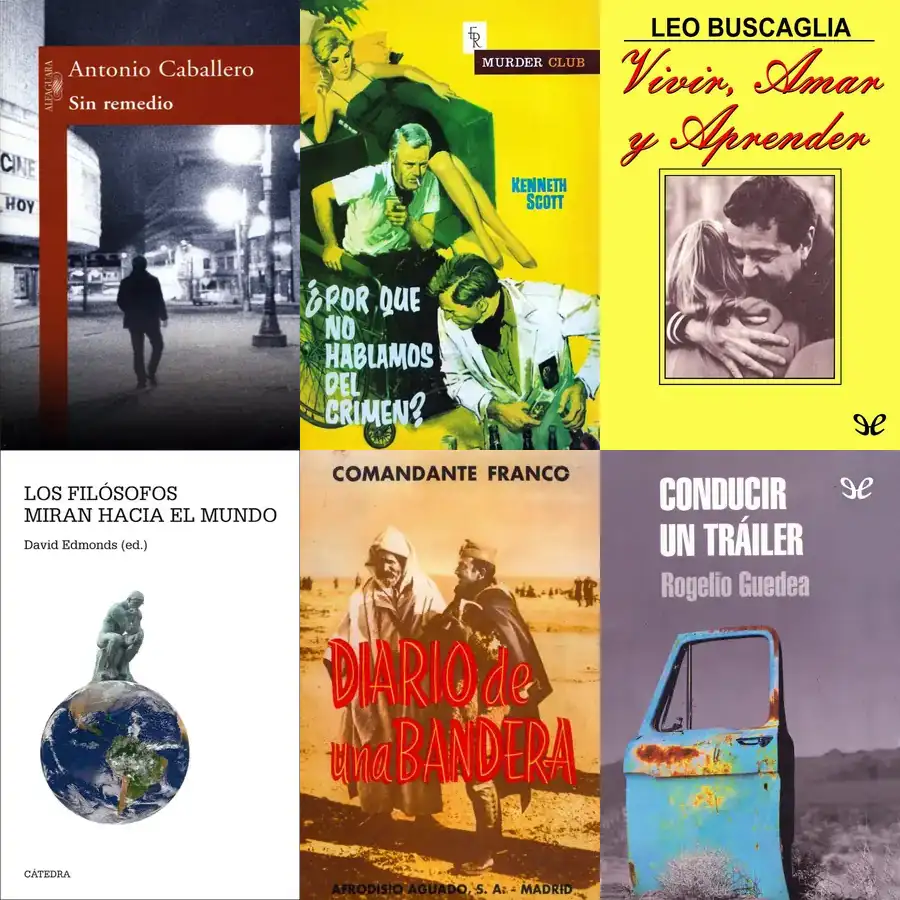 ALFAGUARA
Antonio Caballero
Sin remedio
CINE
HOY
EDR
MURDER CLUB
KENNETH
SCOTT
¿POR QUE
NO
HABLAMOS
DEL
CRIMEN?
LEO BUSCAGLIA
Vivir, Amar
y Aprender
LOS FILÓSOFOS
MIRAN HACIA EL MUNDO
David Edmonds (ed.)
CÁTEDRA
COMANDANTE FRANCO
DIARIO de
una BANDERA
AFRODISIO AGUADO, S. A. - MADRID
CONDUCIR
UN TRÁILER
Rogelio Guedea